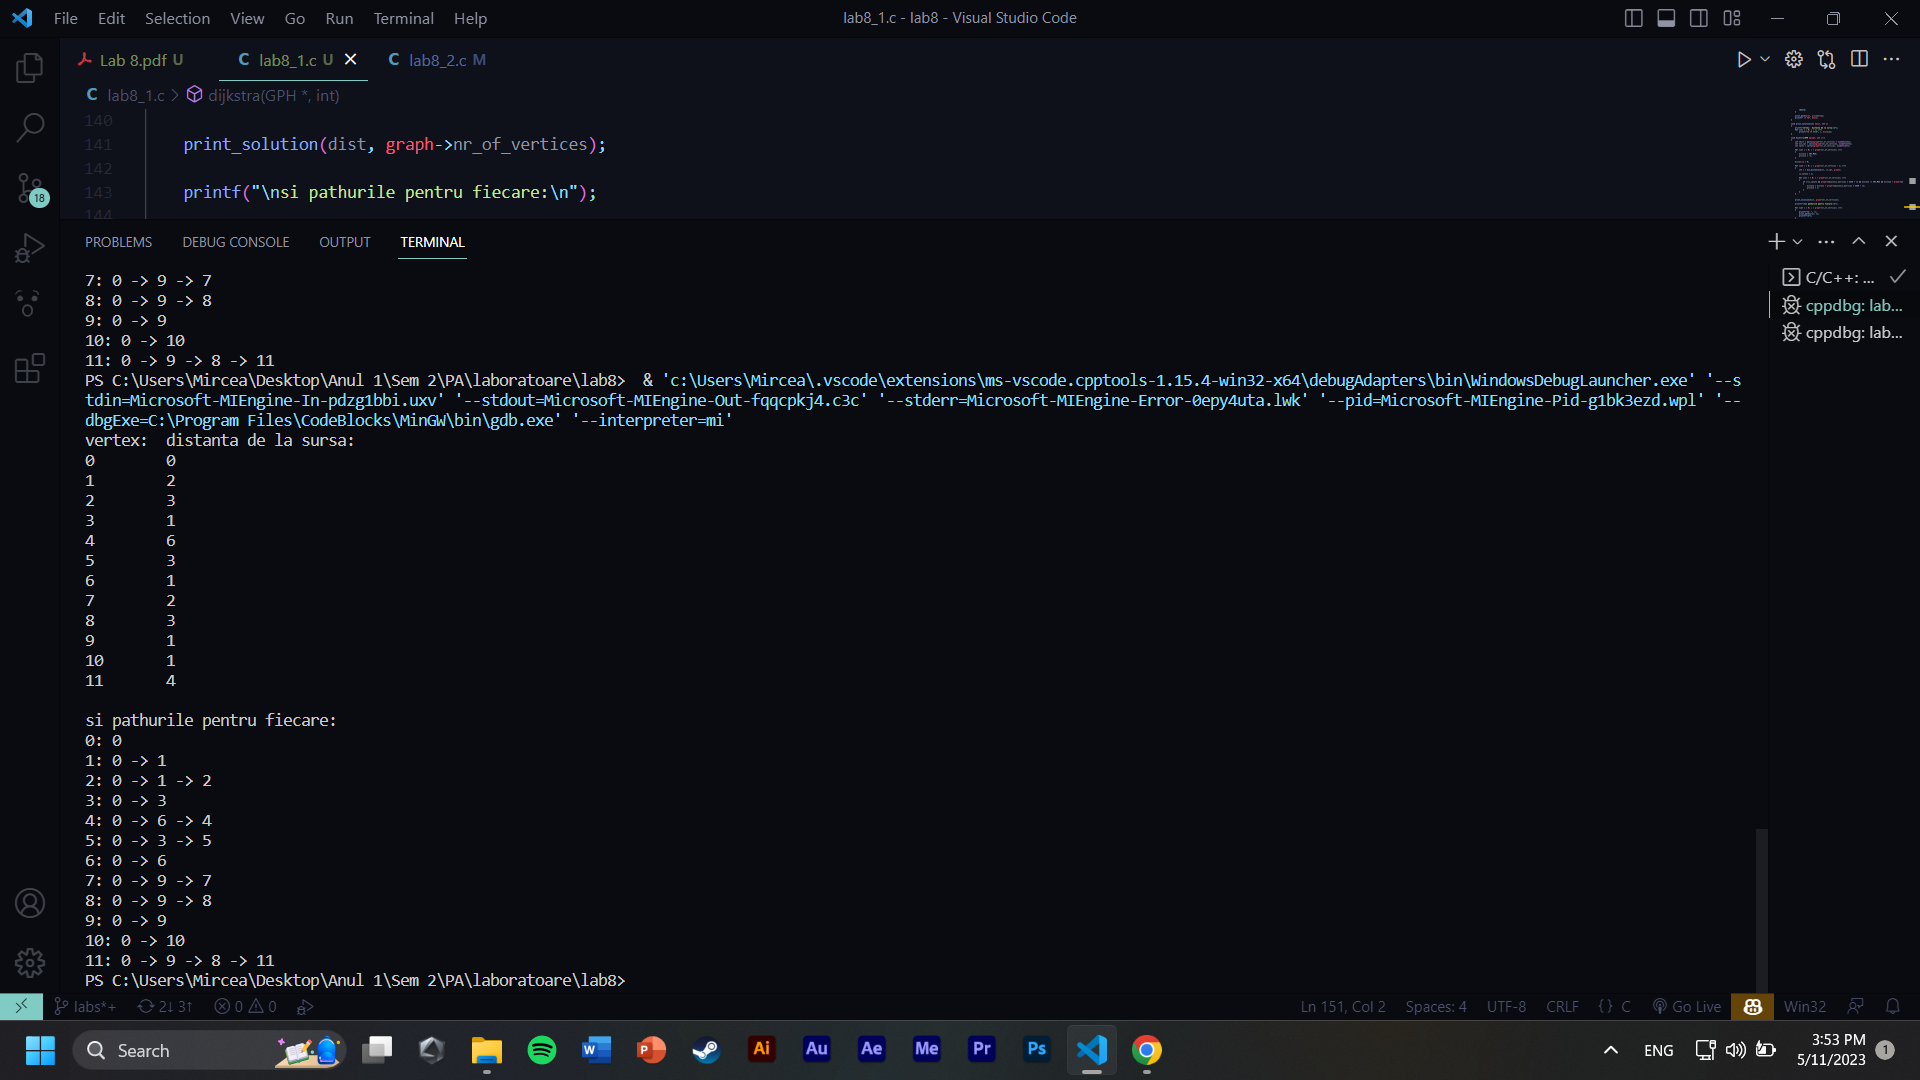 File Edit Selection View Go Run Terminal Help
lab8_1.c - lab8 - Visual Studio Code
Lab 8.pdf U
C lab8_1.c U
C lab8_2.c M
C lab8_1.c > dijkstra(GPH *, int)
140
141 print_solution(dist, graph->nr_of_vertices);
142
143 printf("\nsi pathurile pentru fiecare:\n");
144
PROBLEMS DEBUG CONSOLE OUTPUT TERMINAL
C/C++: ...
cppdbg: lab...
cppdbg: lab...
7: 0 -> 9 -> 7
8: 0 -> 9 -> 8
9: 0 -> 9
10: 0 -> 10
11: 0 -> 9 -> 8 -> 11
PS C:\Users\Mircea\Desktop\Anul 1\Sem 2\PA\laboratoare\lab8>  & 'c:\Users\Mircea\.vscode\extensions\ms-vscode.cpptools-1.15.4-win32-x64\debugAdapters\bin\WindowsDebugLauncher.exe' '--s
tdin=Microsoft-MIEngine-In-pdzg1bbi.uxv' '--stdout=Microsoft-MIEngine-Out-fqqcpkj4.c3c' '--stderr=Microsoft-MIEngine-Error-0epy4uta.lwk' '--pid=Microsoft-MIEngine-Pid-g1bk3ezd.wpl' '--
dbgExe=C:\Program Files\CodeBlocks\MinGW\bin\gdb.exe' '--interpreter=mi'
vertex:  distanta de la sursa:
0 0
1 2
2 3
3 1
4 6
5 3
6 1
7 2
8 3
9 1
10 1
11 4
si pathurile pentru fiecare:
0: 0
1: 0 -> 1
2: 0 -> 1 -> 2
3: 0 -> 3
4: 0 -> 6 -> 4
5: 0 -> 3 -> 5
6: 0 -> 6
7: 0 -> 9 -> 7
8: 0 -> 9 -> 8
9: 0 -> 9
10: 0 -> 10
11: 0 -> 9 -> 8 -> 11
PS C:\Users\Mircea\Desktop\Anul 1\Sem 2\PA\laboratoare\lab8>
18
labs*+ 2↓ 3↑ 0 0
Ln 151, Col 2 Spaces: 4 UTF-8 CRLF {} C Go Live Win32
Search
W P Ai Au Ae Me Pr Ps
ENG
3:53 PM
5/11/2023
1